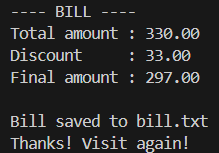 ---- BILL ----
Total amount : 330.00
Discount     : 33.00
Final amount : 297.00

Bill saved to bill.txt
Thanks! Visit again!